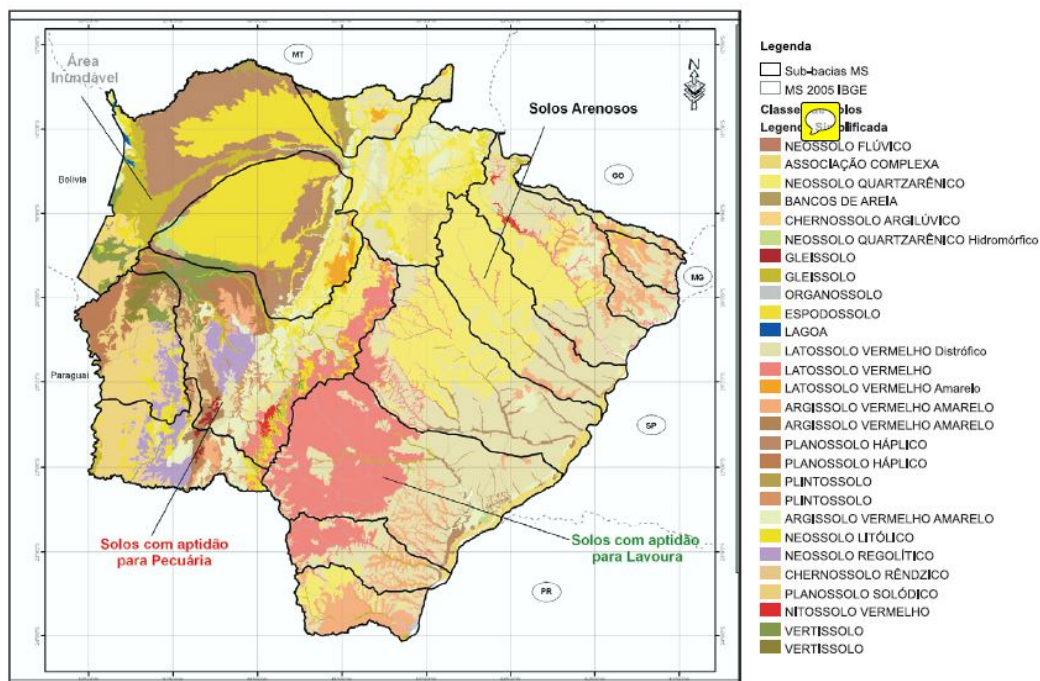 MT
Área
Inundável
N
Solos Arenosos
Bolivia
GO
MG
Paraguai
SP
Solos com aptidão
para Pecuária
Solos com aptidão
para Lavoura
PR
Legenda
Sub-bacias MS
MS 2005 IBGE
NEOSSOLO FLÚVICO
ASSOCIAÇÃO COMPLEXA
NEOSSOLO QUARTZARÊNICO
BANCOS DE AREIA
CHERNOSSOLO ARGILÚVICO
NEOSSOLO QUARTZARÊNICO Hidromórfico
GLEISSOLO
GLEISSOLO
ORGANOSSOLO
ESPODOSSOLO
LAGOA
LATOSSOLO VERMELHO Distrófico
LATOSSOLO VERMELHO
LATOSSOLO VERMELHO Amarelo
ARGISSOLO VERMELHO AMARELO
ARGISSOLO VERMELHO AMARELO
PLANOSSOLO HÁPLICO
PLANOSSOLO HÁPLICO
PLINTOSSOLO
PLINTOSSOLO
ARGISSOLO VERMELHO AMARELO
NEOSSOLO LITÓLICO
NEOSSOLO REGOLÍTICO
CHERNOSSOLO RÊNDZICO
PLANOSSOLO SOLÓDICO
NITOSSOLO VERMELHO
VERTISSOLO
VERTISSOLO